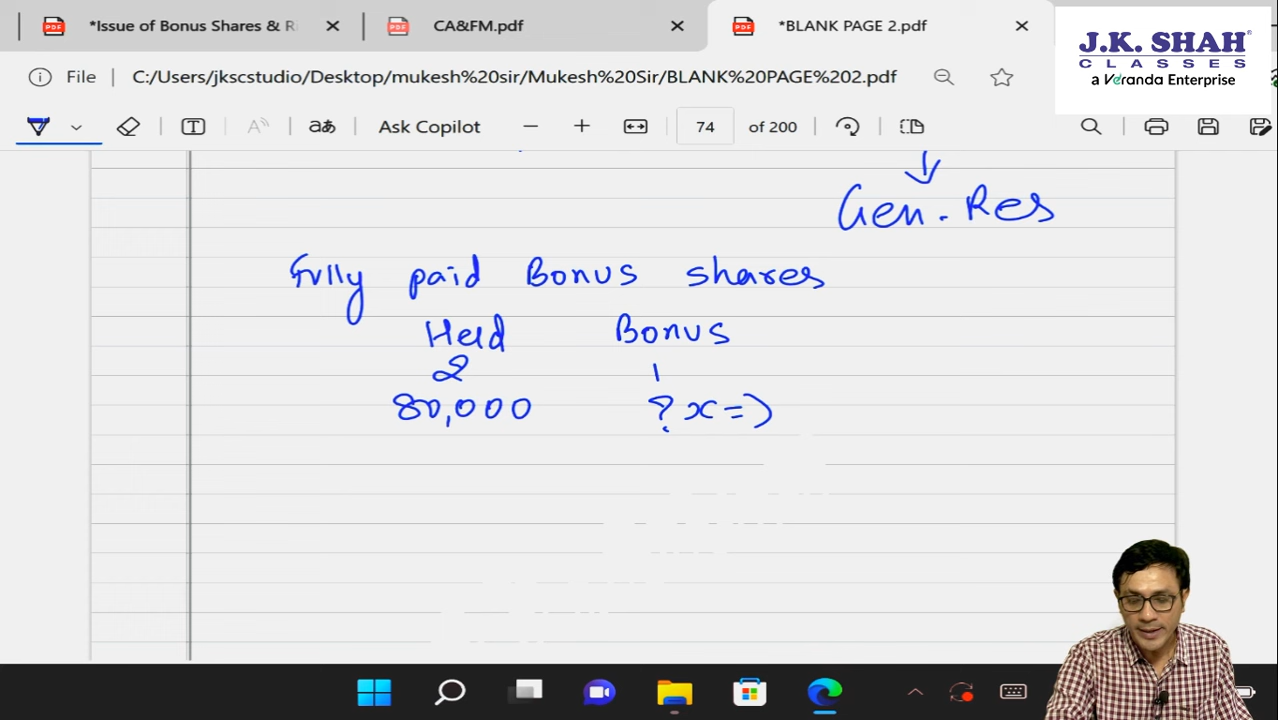 *Issue of Bonus Shares & Ri
CA&FM.pdf
*BLANK PAGE 2.pdf
J.K. SHAH
CLASSES
a Veranda Enterprise
File
C:/Users/jkscstudio/Desktop/mukesh%20sir/Mukesh%20Sir/BLANK%20PAGE%202.pdf
Ask Copilot
74 of 200
Gen. Res
Fully paid Bonus shares
Held Bonus
2 1
80,000 ? x =>